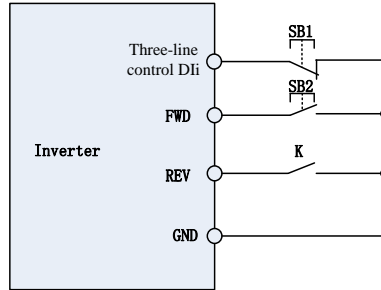 SB1
Three-line
control DIi
SB2
FWD
Inverter
K
REV
GND